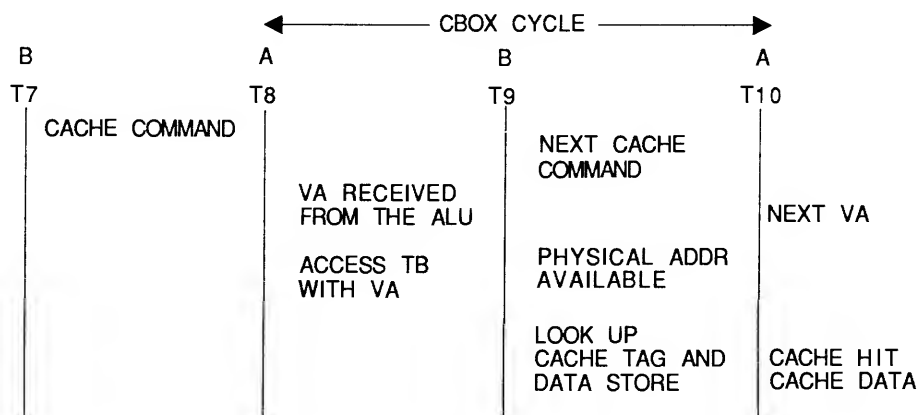 CBOX CYCLE
B A B A
T7 T8 T9 T10
CACHE COMMAND
NEXT CACHE
COMMAND
VA RECEIVED
FROM THE ALU
NEXT VA
ACCESS TB
WITH VA
PHYSICAL ADDR
AVAILABLE
LOOK UP
CACHE TAG AND
DATA STORE
CACHE HIT
CACHE DATA